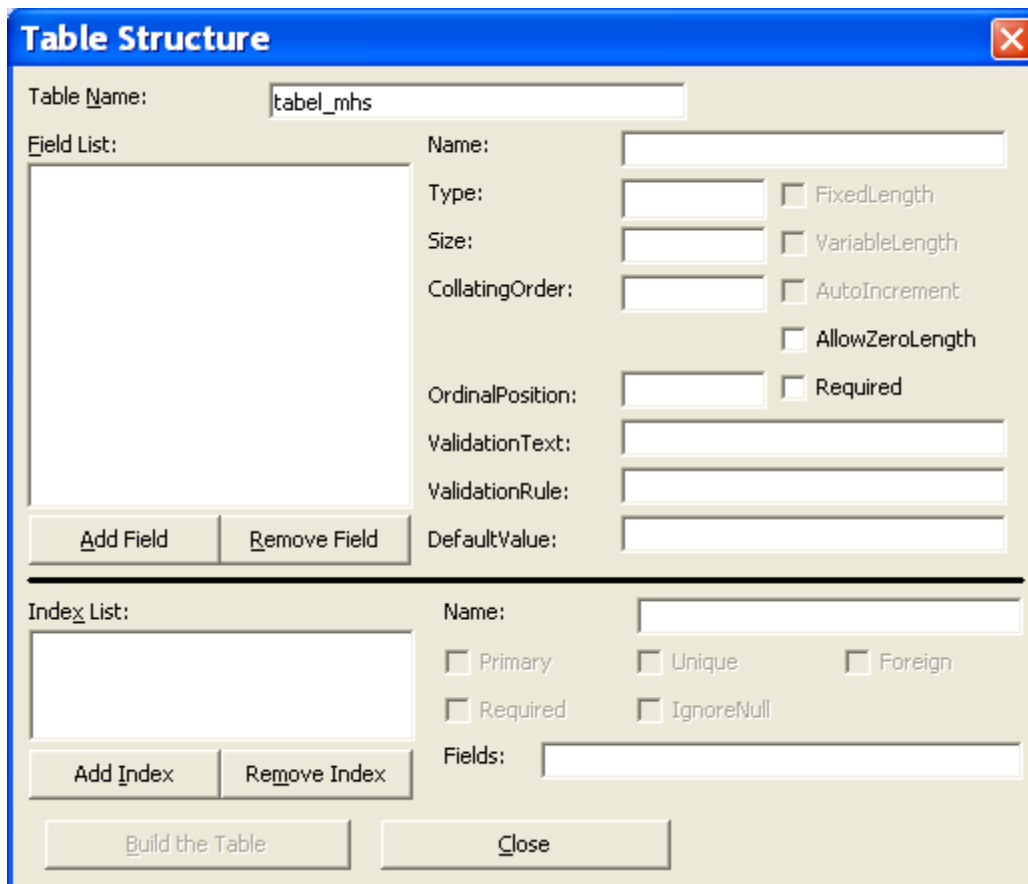 Table Structure
Table Name: tabel_mhs
Field List:
Name:
Type:
FixedLength
Size:
VariableLength
CollatingOrder:
AutoIncrement
AllowZeroLength
OrdinalPosition:
Required
ValidationText:
ValidationRule:
DefaultValue:
Add Field
Remove Field
Index List:
Name:
Primary
Unique
Foreign
Required
IgnoreNull
Fields:
Add Index
Remove Index
Build the Table
Close